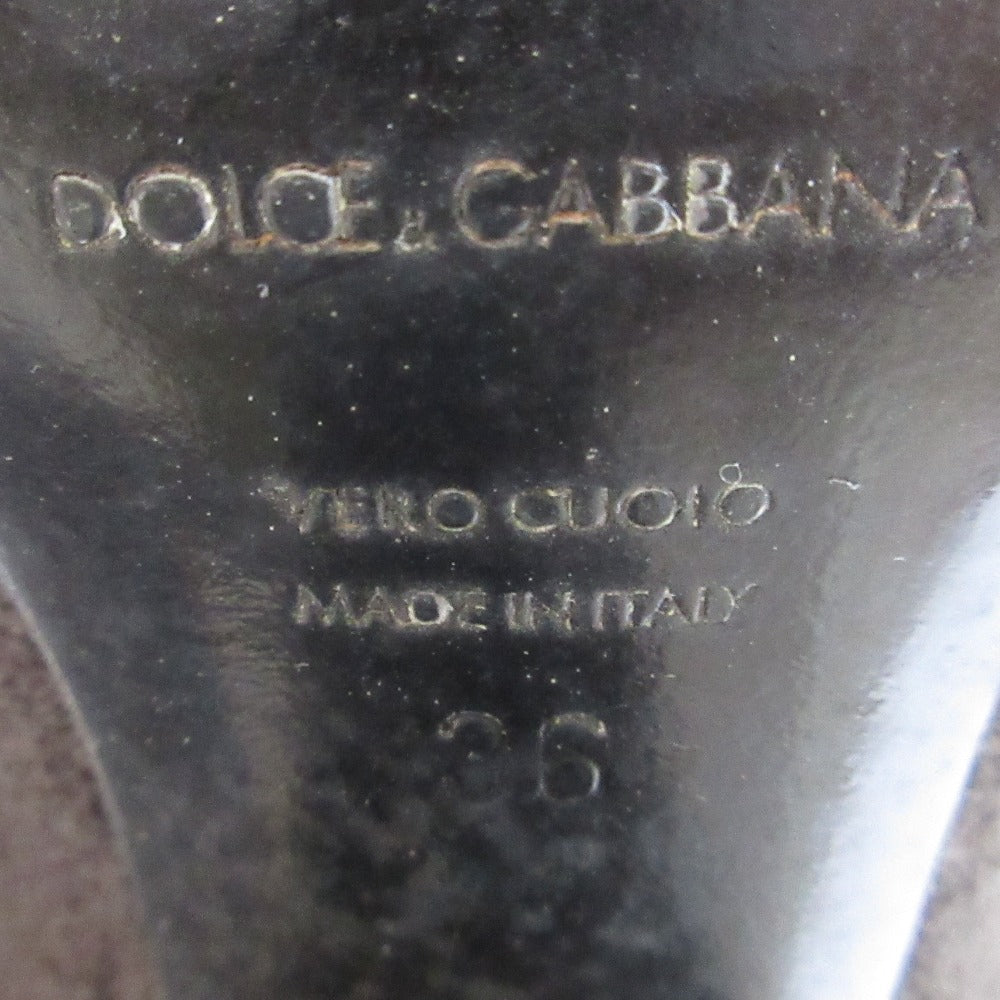 DOLCE & GABBANA
VERO CUOIO
MADE IN ITALY
36